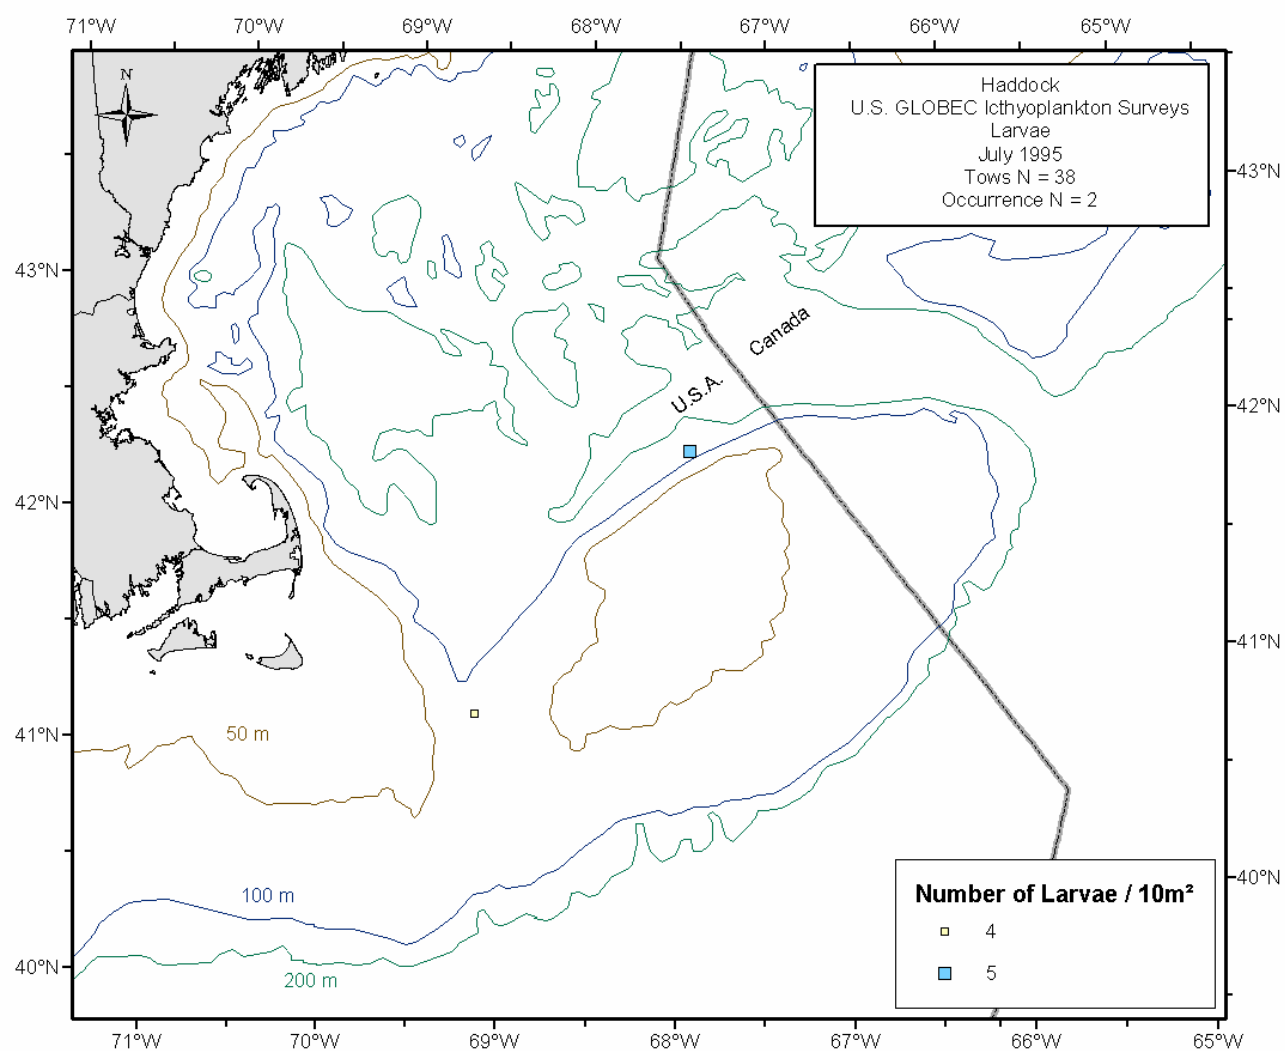 71°W 70°W 69°W 68°W 67°W 66°W 65°W
N
Haddock
U.S. GLOBEC Icthyoplankton Surveys
Larvae
July 1995
Tows N = 38
Occurrence N = 2
43°N
43°N
Canada
U.S.A.
42°N
42°N
41°N
41°N
50 m
100 m
200 m
40°N
40°N
Number of Larvae / 10m²
4
5
71°W 70°W 69°W 68°W 67°W 66°W 65°W